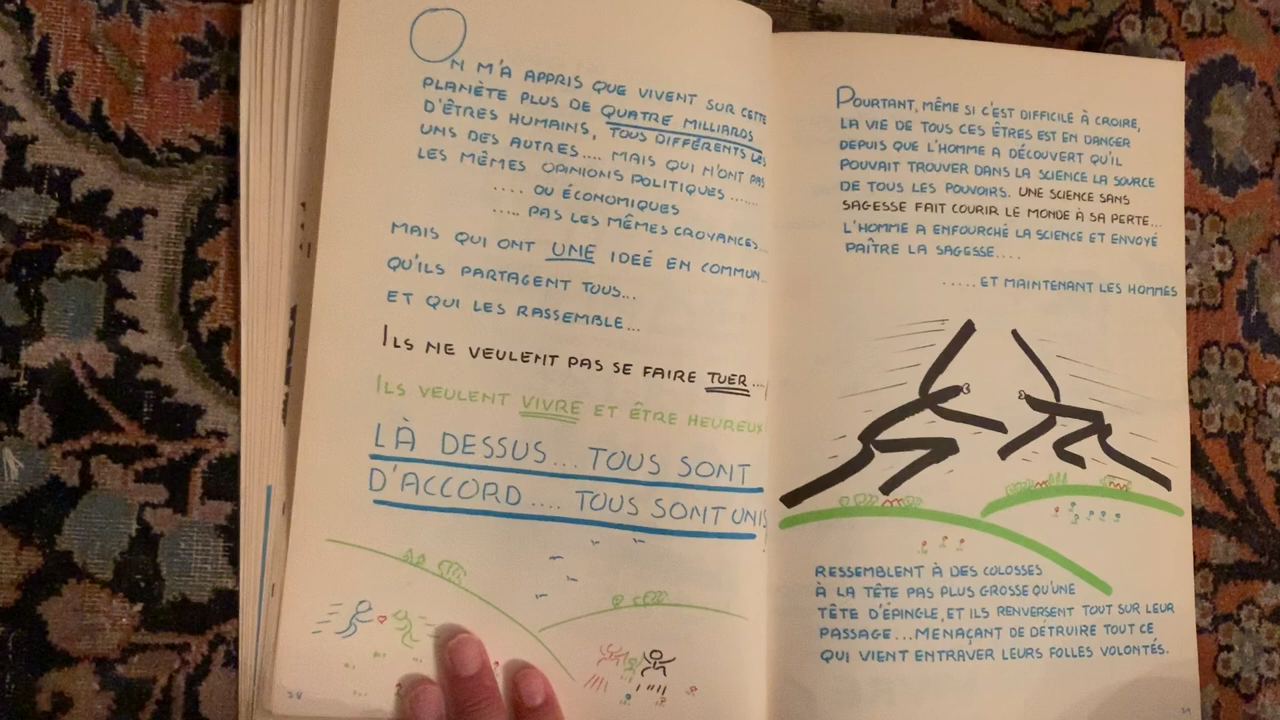 ON M'A APPRIS QUE VIVENT SUR CETTE
PLANÈTE PLUS DE QUATRE MILLIARDS
D'ÊTRES HUMAINS, TOUS DIFFÉRENTS LES
UNS DES AUTRES.... MAIS QUI N'ONT PAS
LES MÊMES OPINIONS POLITIQUES .......
.... OU ÉCONOMIQUES
..... PAS LES MÊMES CROYANCES...
MAIS QUI ONT UNE IDEÉ EN COMMUN...
QU'ILS PARTAGENT TOUS...
ET QUI LES RASSEMBLE...
ILS NE VEULENT PAS SE FAIRE TUER....
ILS VEULENT VIVRE ET ÊTRE HEUREUX
LÀ DESSUS... TOUS SONT
D'ACCORD.... TOUS SONT UNIS
POURTANT, MÊME SI C'EST DIFFICILE À CROIRE,
LA VIE DE TOUS CES ÊTRES EST EN DANGER
DEPUIS QUE L'HOMME A DÉCOUVERT QU'IL
POUVAIT TROUVER DANS LA SCIENCE LA SOURCE
DE TOUS LES POUVOIRS. UNE SCIENCE SANS
SAGESSE FAIT COURIR LE MONDE À SA PERTE...
L'HOMME A ENFOURCHÉ LA SCIENCE ET ENVOYÉ
PAÎTRE LA SAGESSE....
..... ET MAINTENANT LES HOMMES
RESSEMBLENT À DES COLOSSES
À LA TÊTE PAS PLUS GROSSE QU'UNE
TÊTE D'ÉPINGLE, ET ILS RENVERSENT TOUT SUR LEUR
PASSAGE... MENAÇANT DE DÉTRUIRE TOUT CE
QUI VIENT ENTRAVER LEURS FOLLES VOLONTÉS.